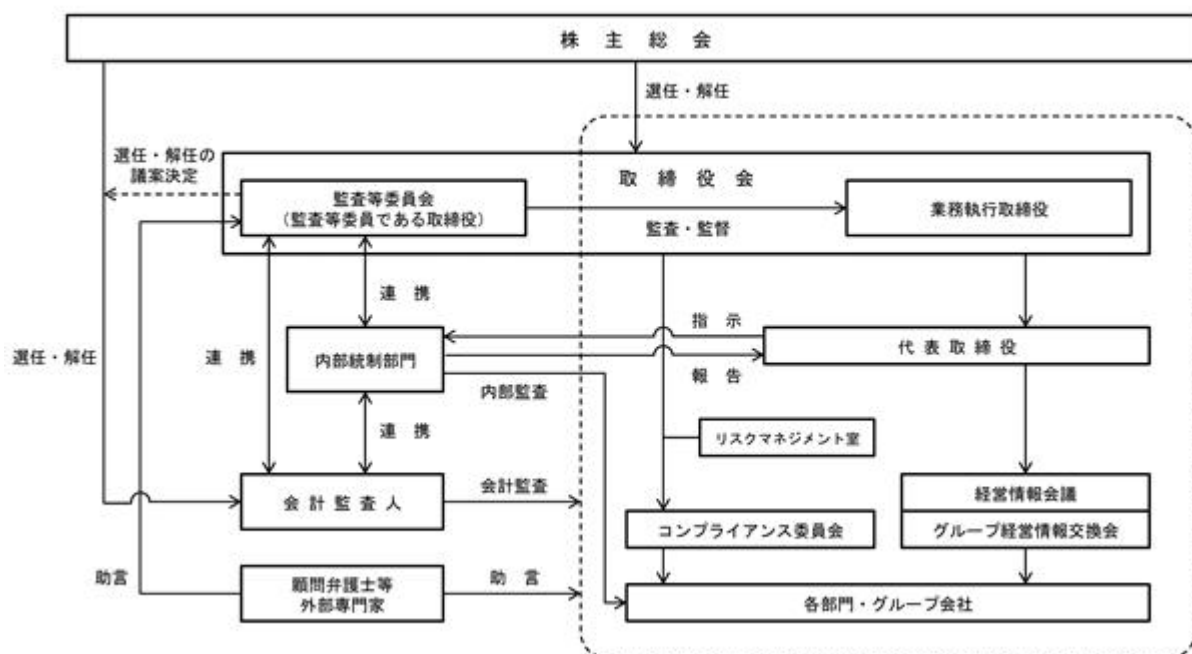 株主総会
選任・解任
選任・解任の
議案決定
取締役会
監査等委員会
(監査等委員である取締役)
業務執行取締役
監査・監督
連携
指示
代表取締役
選任・解任
連携
内部統制部門
報告
内部監査
連携
リスクマネジメント室
会計監査人
会計監査
経営情報会議
コンプライアンス委員会
グループ経営情報交換会
助言
顧問弁護士等
外部専門家
助言
各部門・グループ会社